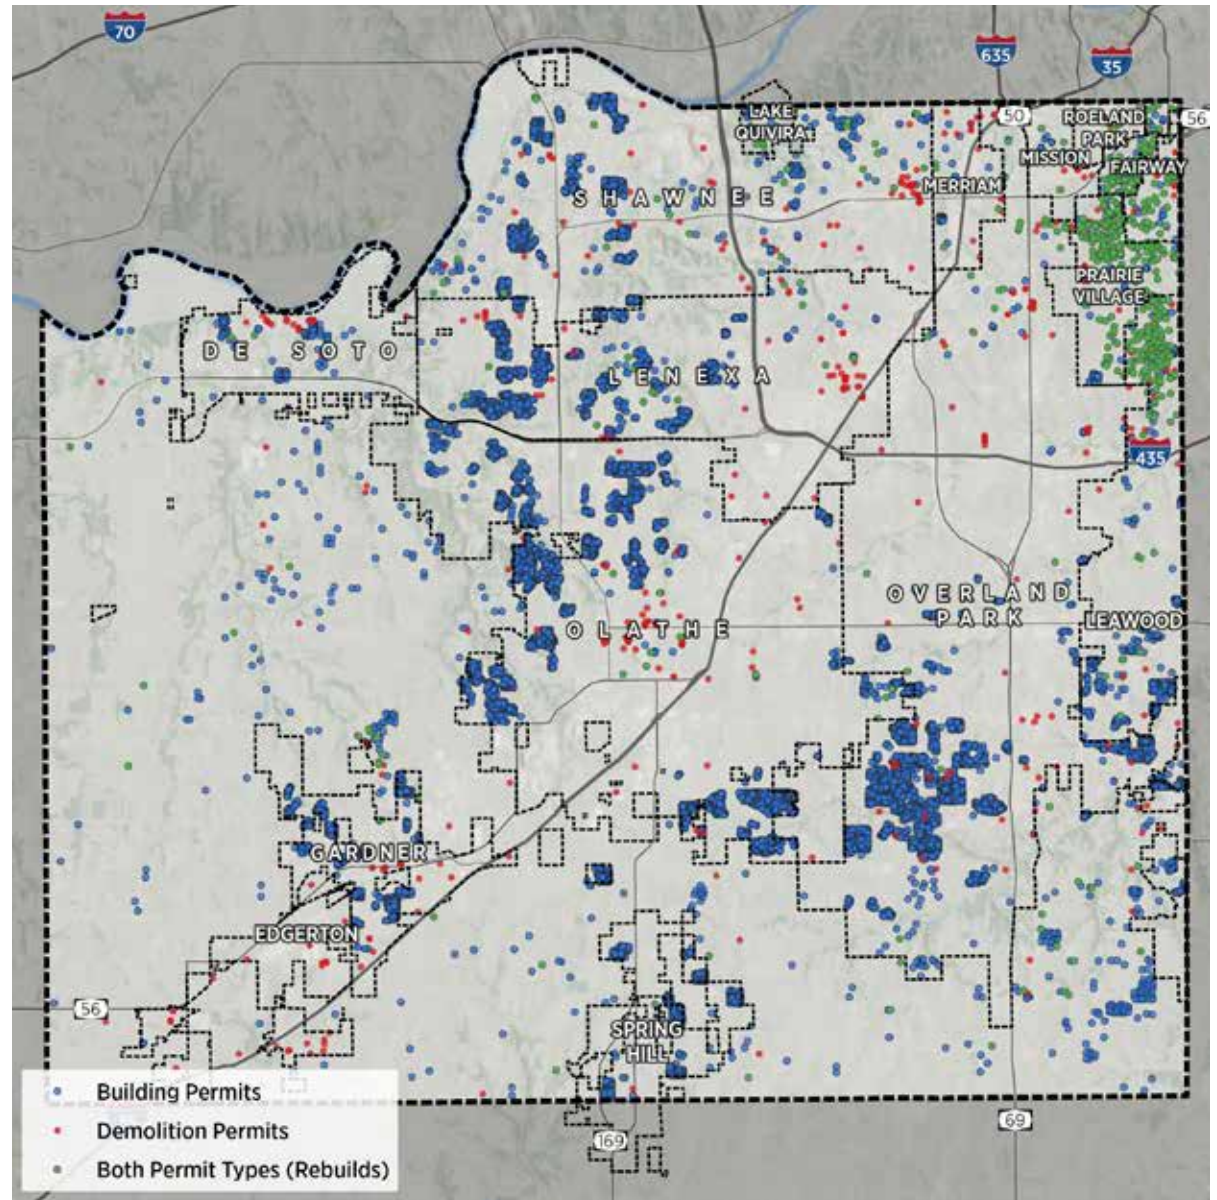 70
635
35
LAKE
QUIVIRA
50
ROELAND
PARK
56
MISSION
FAIRWAY
SHAWNEE
MERRIAM
PRAIRIE
VILLAGE
DE SOTO
LENEXA
435
OVERLAND
PARK
OLATHE
LEAWOOD
GARDNER
EDGERTON
56
SPRING
HILL
Building Permits
Demolition Permits
Both Permit Types (Rebuilds)
169
69